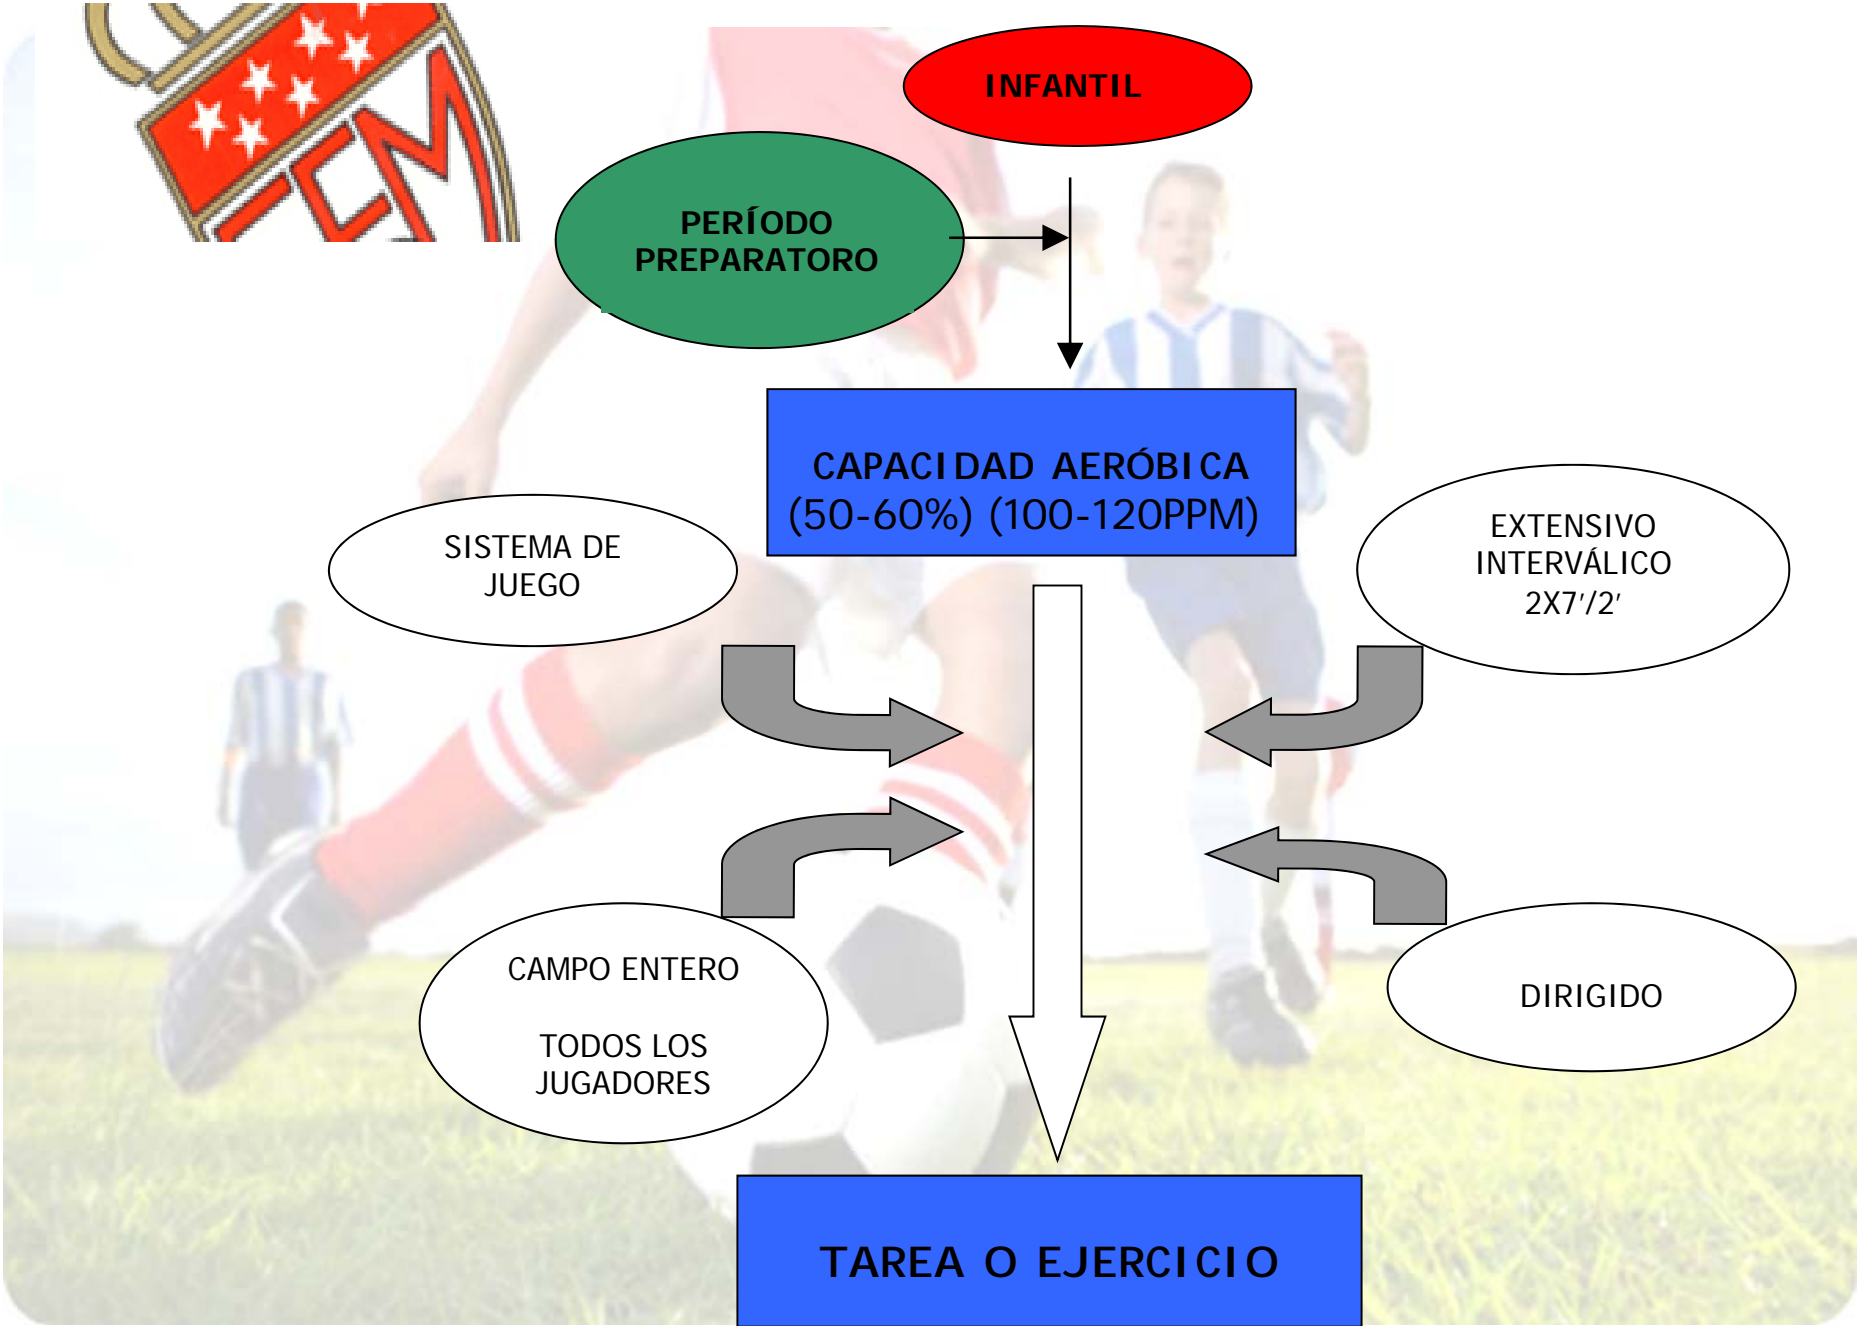 FCM
INFANTIL
PERÍODO
PREPARATORO
CAPACIDAD AERÓBICA
(50-60%) (100-120PPM)
SISTEMA DE
JUEGO
EXTENSIVO
INTERVÁLICO
2X7'/2'
CAMPO ENTERO
TODOS LOS
JUGADORES
DIRIGIDO
TAREA O EJERCICIO